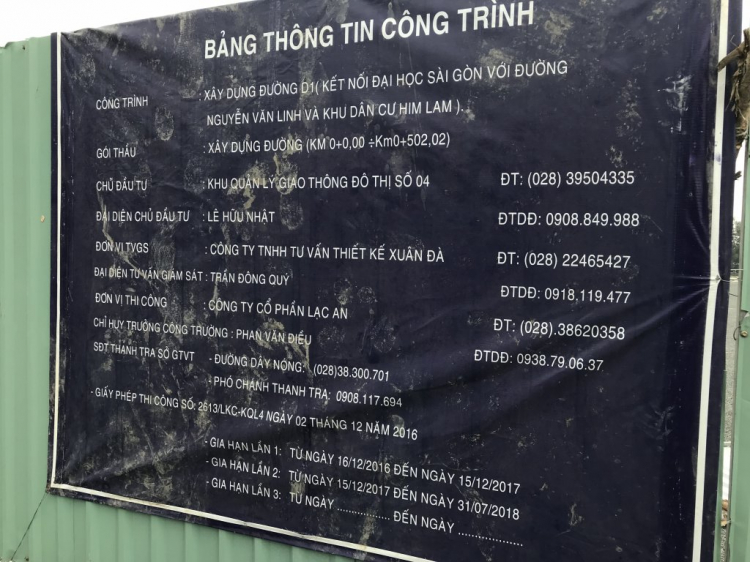 BẢNG THÔNG TIN CÔNG TRÌNH
CÔNG TRÌNH : XÂY DỰNG ĐƯỜNG D1( KẾT NỐI ĐẠI HỌC SÀI GÒN VỚI ĐƯỜNG
NGUYỄN VĂN LINH VÀ KHU DÂN CƯ HIM LAM ).
GÓI THẦU : XÂY DỰNG ĐƯỜNG (KM 0+0,00 ÷Km0+502,02)
CHỦ ĐẦU TƯ : KHU QUẢN LÝ GIAO THÔNG ĐÔ THỊ SỐ 04 ĐT: (028) 39504335
ĐẠI DIỆN CHỦ ĐẦU TƯ : LÊ HỮU NHẬT ĐTDĐ: 0908.849.988
ĐƠN VỊ TVGS : CÔNG TY TNHH TƯ VẤN THIẾT KẾ XUÂN ĐÀ ĐT: (028) 22465427
ĐẠI DIỆN TƯ VẤN GIÁM SÁT : TRẦN ĐÔNG QUÝ ĐTDĐ: 0918.119.477
ĐƠN VỊ THI CÔNG : CÔNG TY CỔ PHẦN LẠC AN ĐT: (028).38620358
CHỈ HUY TRƯỞNG CÔNG TRƯỜNG : PHAN VĂN ĐIỂU ĐTDĐ: 0938.79.06.37
SĐT THANH TRA SỞ GTVT - ĐƯỜNG DÂY NÓNG: (028)38.300.701
- PHÓ CHÁNH THANH TRA: 0908.117.694
- GIẤY PHÉP THI CÔNG SỐ: 2613/LKC-KQL4 NGÀY 02 THÁNG 12 NĂM 2016
- GIA HẠN LẦN 1: TỪ NGÀY 16/12/2016 ĐẾN NGÀY 15/12/2017
- GIA HẠN LẦN 2: TỪ NGÀY 15/12/2017 ĐẾN NGÀY 31/07/2018
- GIA HẠN LẦN 3: TỪ NGÀY ................ ĐẾN NGÀY ...................